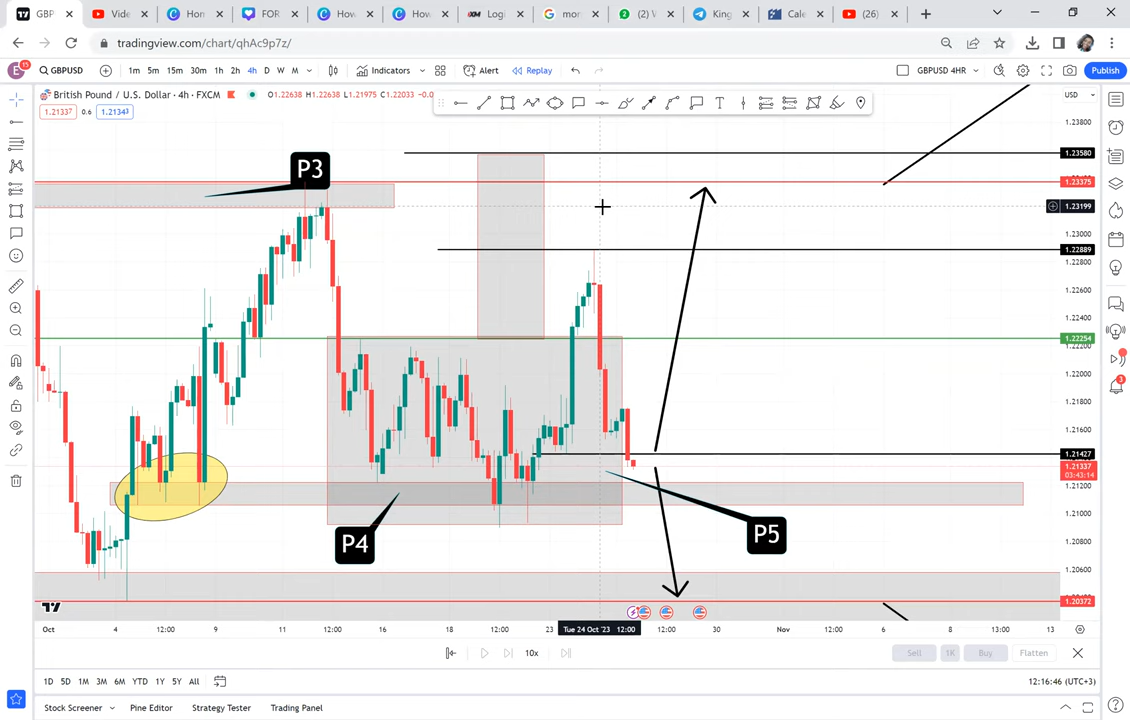 GBP
Vide
Hon
FOR
How
How
Logi
mor
(2) V
King
Cale
(26)
tradingview.com/chart/qhAc9p7z/
E 15 GBPUSD 1m 5m 15m 30m 1h 2h 4h D W M Indicators Alert Replay GBPUSD 4HR Publish
British Pound / U.S. Dollar · 4h · FXCM O1.22638 H1.22638 L1.21975 C1.22033 −0.0
1.21337 0.6 1.21343
USD
1.23800
1.23580
1.23375
1.23199
1.23000
1.22889
1.22800
1.22600
1.22400
1.22254
1.22200
1.22000
1.21800
1.21600
1.21427
1.21337
03:43:14
1.21200
1.21000
1.20800
1.20600
1.20372
P3
P4
P5
Oct 4 12:00 9 11 12:00 16 18 12:00 23 Tue 24 Oct '23 12:00 12:00 30 Nov 12:00 6 8 13:00 13
10x
Sell 1K Buy Flatten
1D 5D 1M 3M 6M YTD 1Y 5Y All
12:16:46 (UTC+3)
Stock Screener Pine Editor Strategy Tester Trading Panel